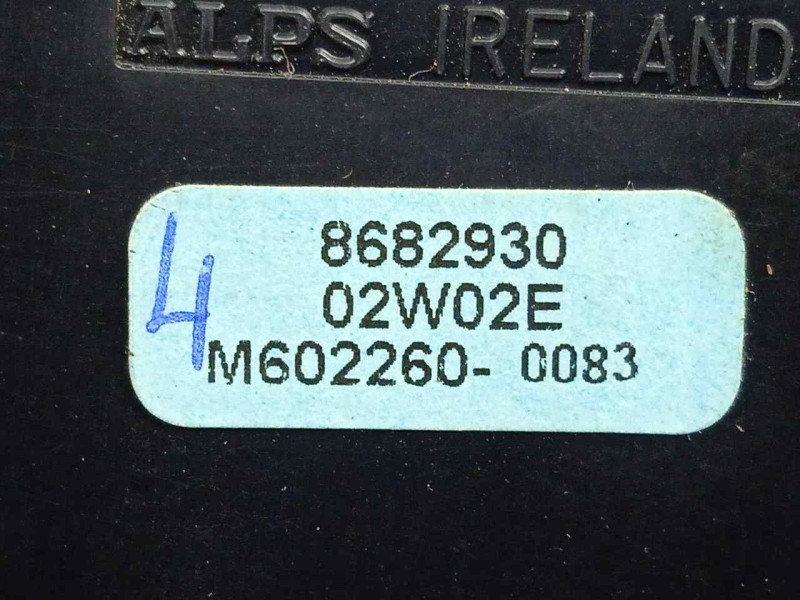 ALPS IRELAND
8682930
02W02E
4
M602260- 0083